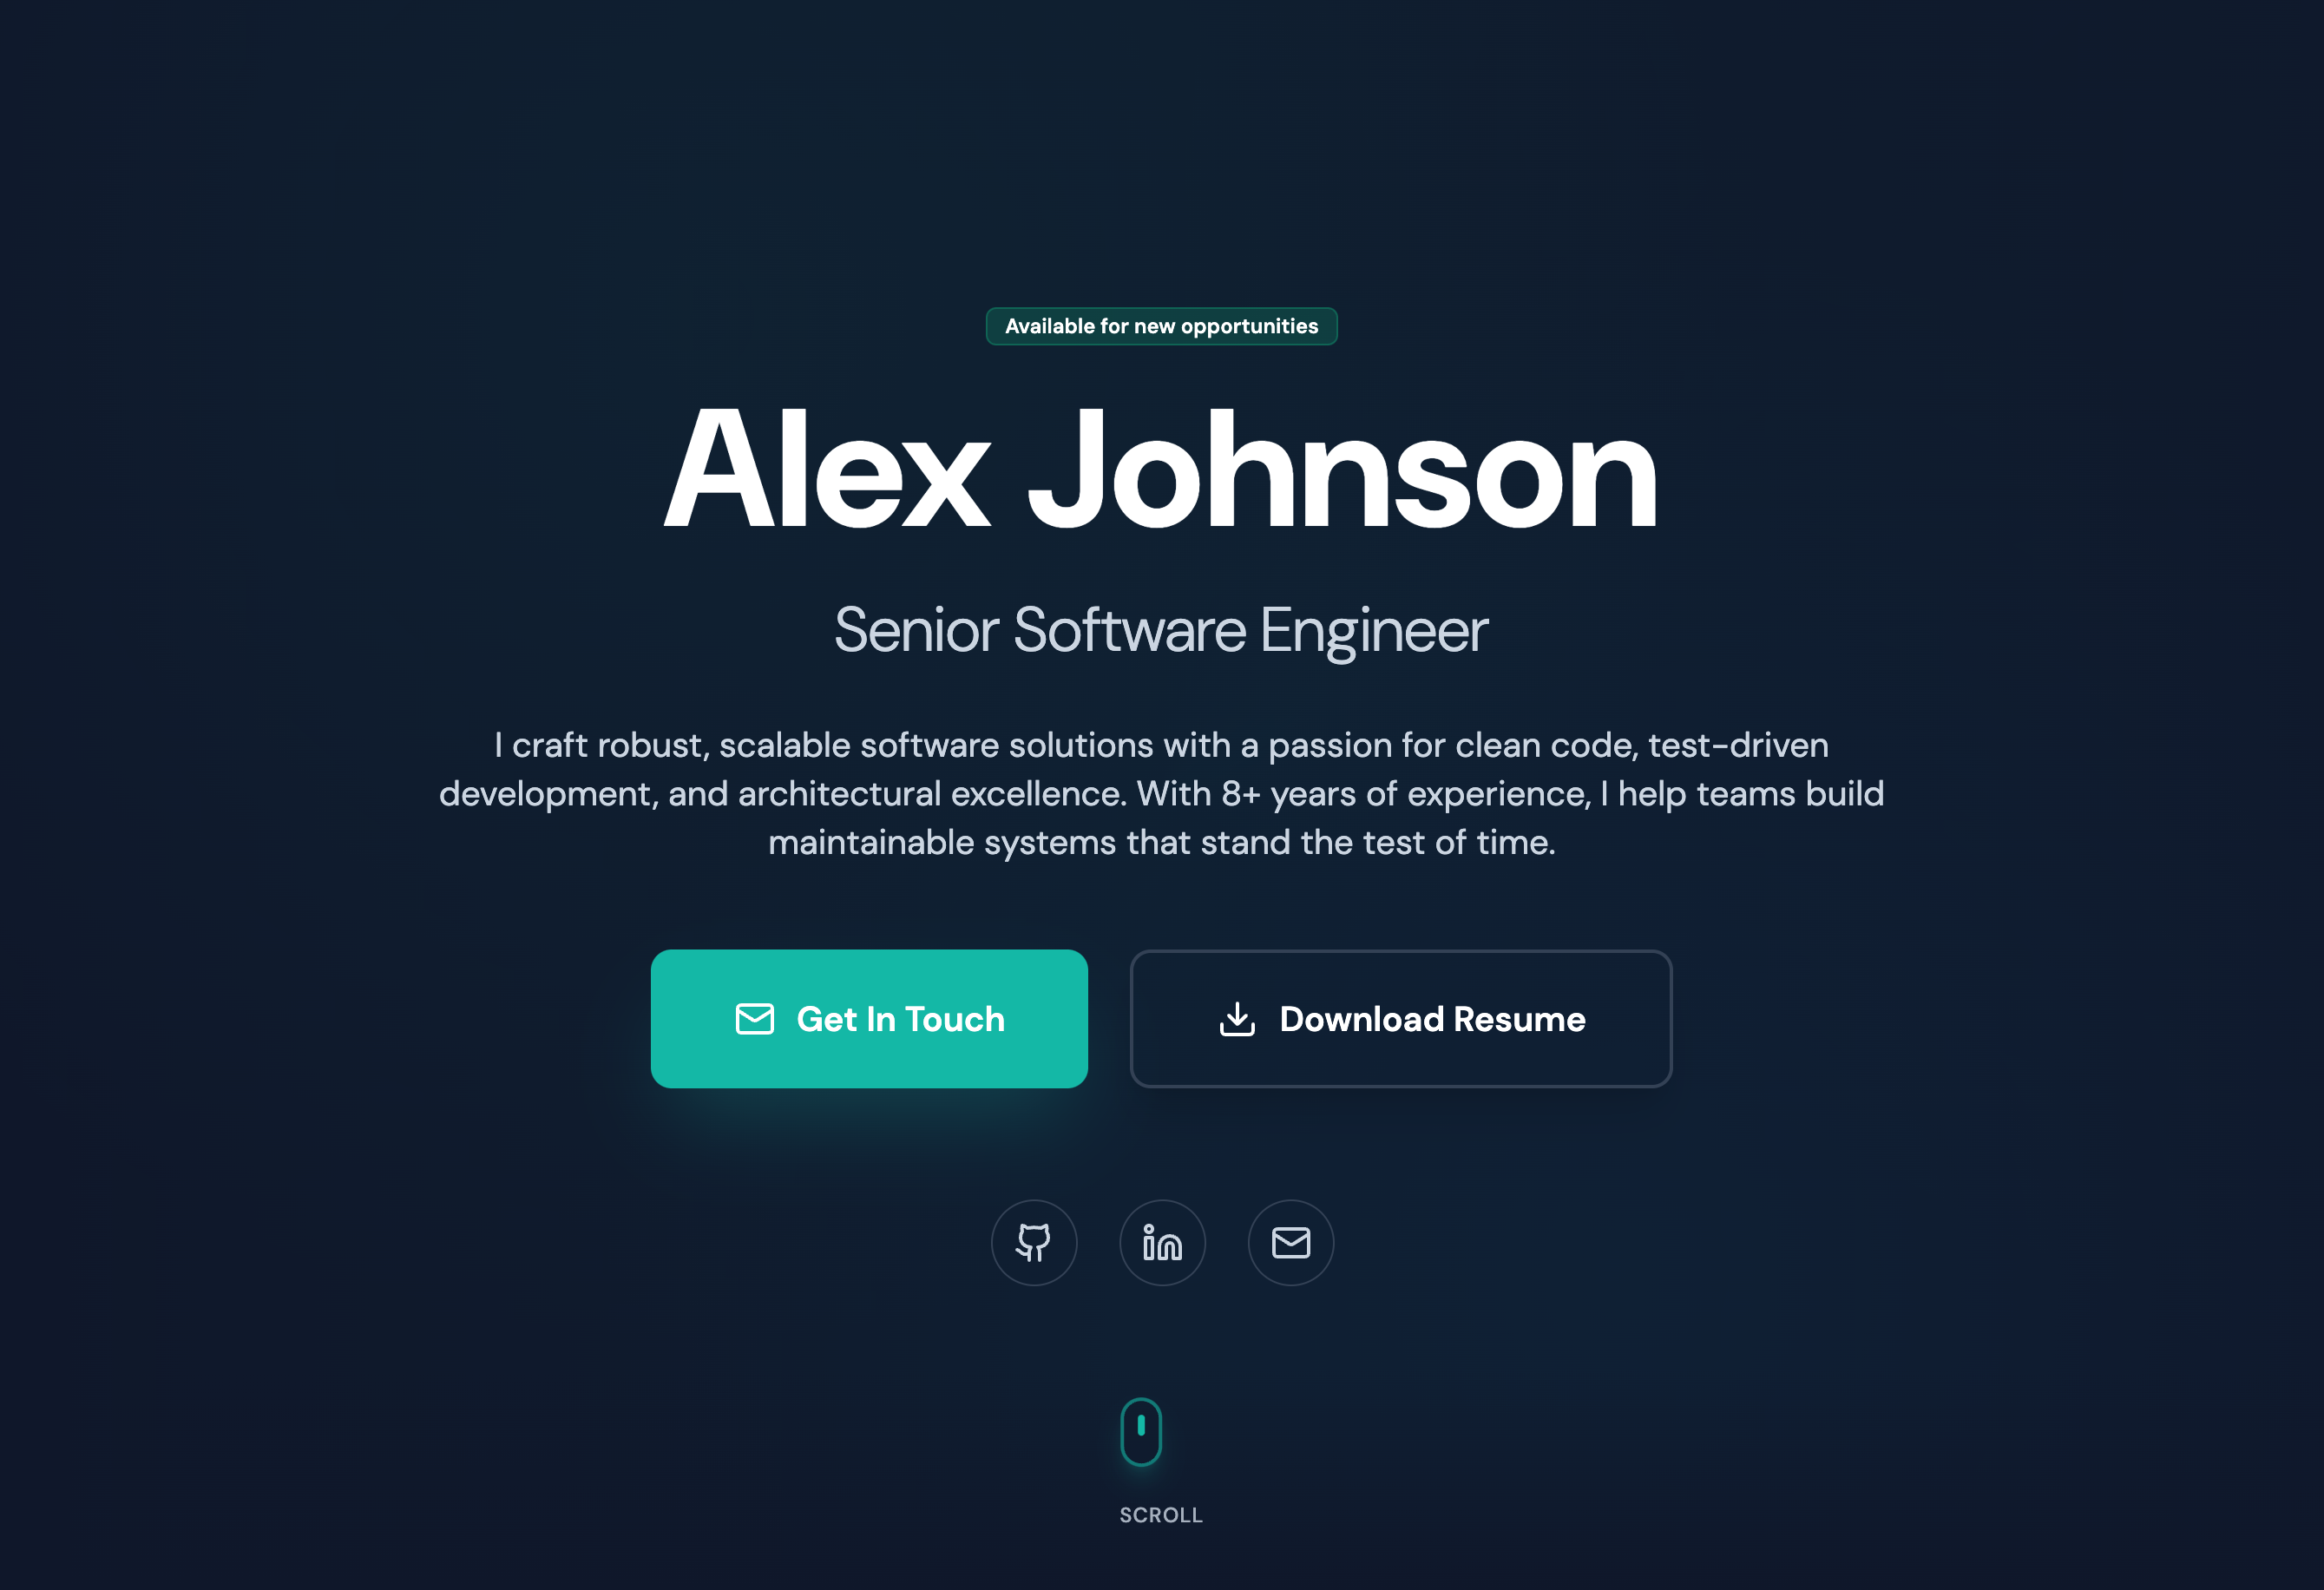 Available for new opportunities
Alex Johnson
Senior Software Engineer
I craft robust, scalable software solutions with a passion for clean code, test-driven
development, and architectural excellence. With 8+ years of experience, I help teams build
maintainable systems that stand the test of time.
Get In Touch
Download Resume
in
SCROLL